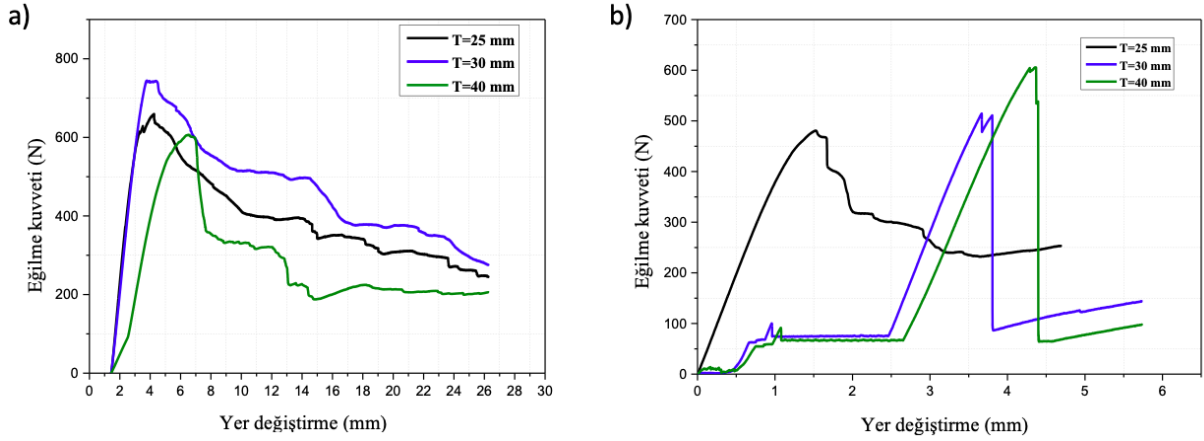 a)
T=25 mm
T=30 mm
T=40 mm
800
600
400
200
0
Eğilme kuvveti (N)
0 2 4 6 8 10 12 14 16 18 20 22 24 26 28 30
Yer değiştirme (mm)
b)
T=25 mm
T=30 mm
T=40 mm
700
600
500
400
300
200
100
0
Eğilme kuvveti (N)
0 1 2 3 4 5 6
Yer değiştirme (mm)